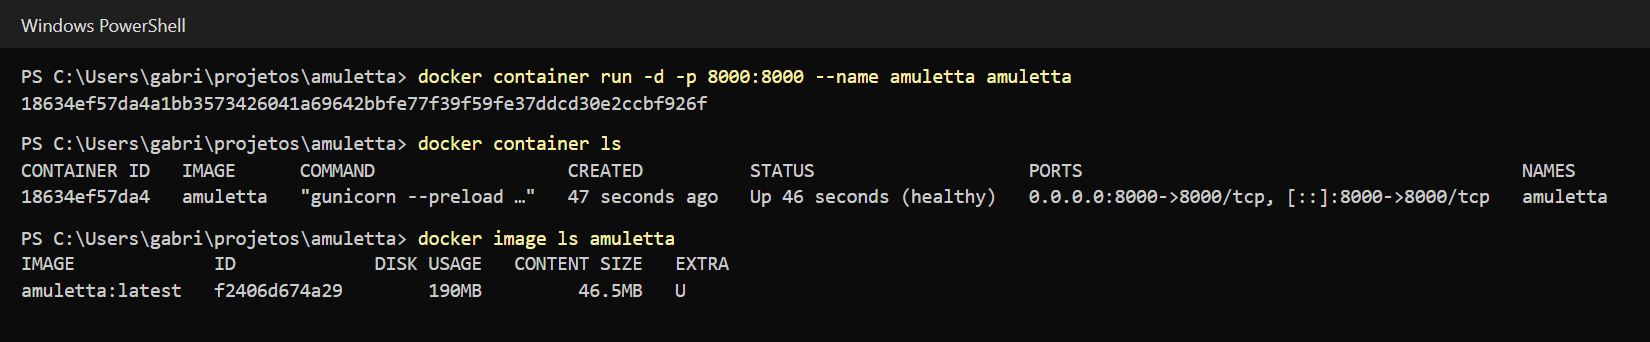 Windows PowerShell
PS C:\Users\gabri\projetos\amuletta> docker container run -d -p 8000:8000 --name amuletta amuletta
18634ef57da4a1bb3573426041a69642bbfe77f39f59fe37ddcd30e2ccbf926f
PS C:\Users\gabri\projetos\amuletta> docker container ls
CONTAINER ID   IMAGE      COMMAND                  CREATED          STATUS                    PORTS                                         NAMES
18634ef57da4   amuletta   "gunicorn --preload …"   47 seconds ago   Up 46 seconds (healthy)   0.0.0.0:8000->8000/tcp, [::]:8000->8000/tcp   amuletta
PS C:\Users\gabri\projetos\amuletta> docker image ls amuletta
IMAGE             ID             DISK USAGE   CONTENT SIZE   EXTRA
amuletta:latest   f2406d674a29        190MB         46.5MB   U